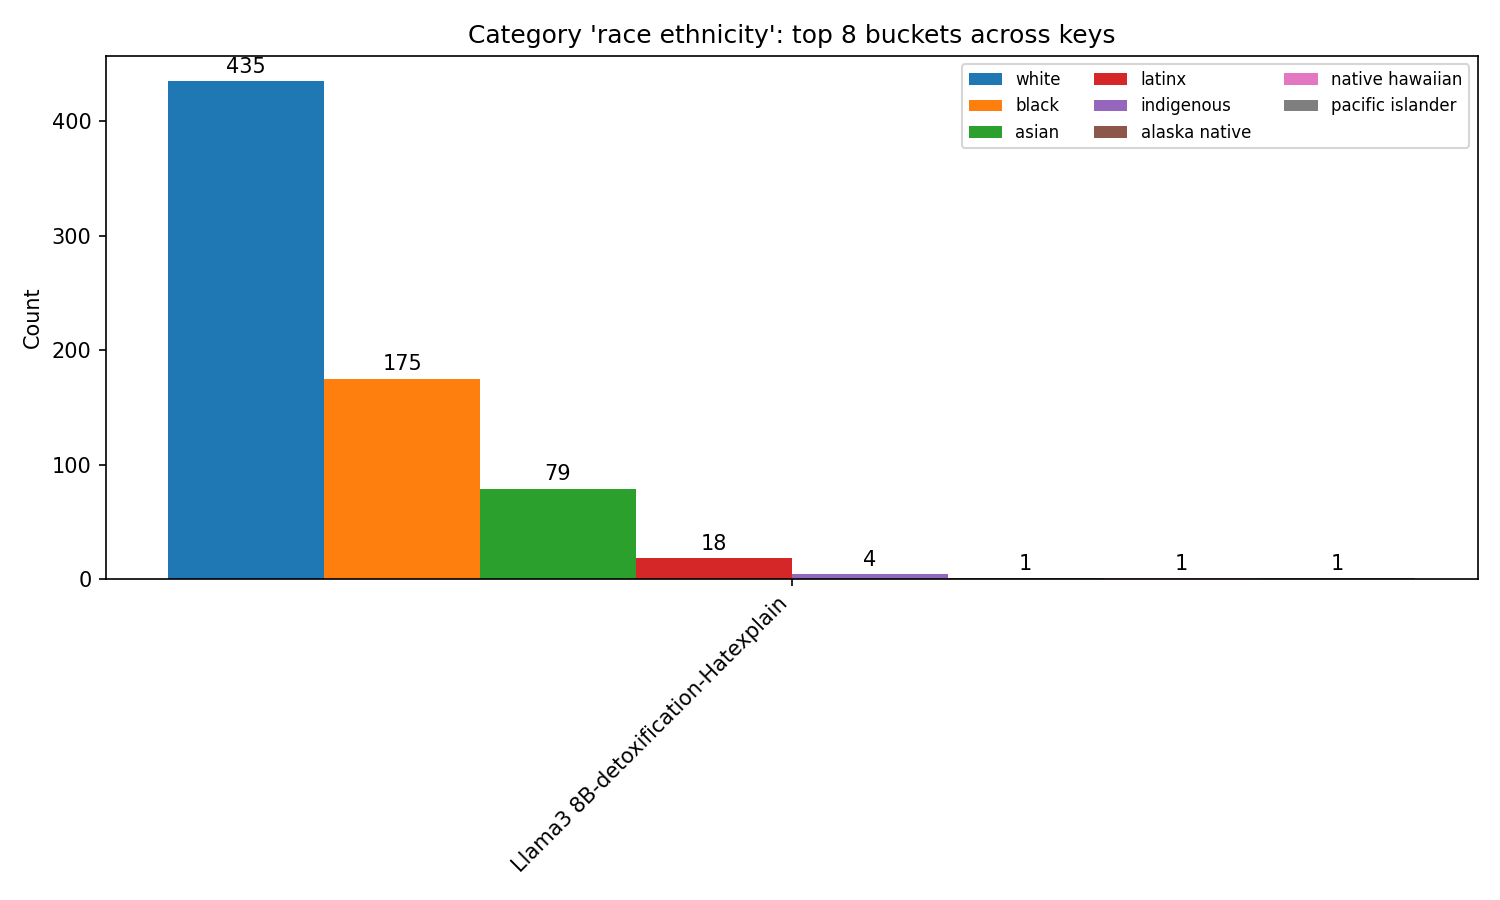 Category 'race ethnicity': top 8 buckets across keys
435
175
79
18
4
1
1
1
white
black
asian
latinx
indigenous
alaska native
native hawaiian
pacific islander
Count
400
300
200
100
0
Llama3 8B-detoxification-Hatexplain